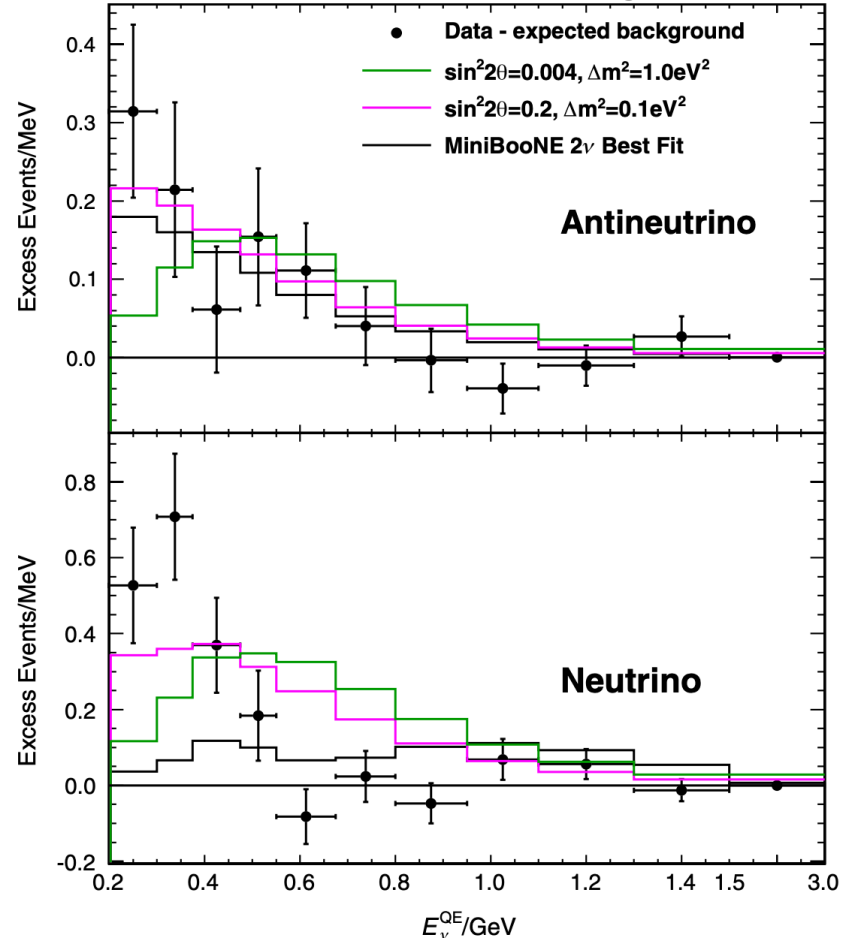 Data - expected background
sin²2θ=0.004, Δm²=1.0eV²
sin²2θ=0.2, Δm²=0.1eV²
MiniBooNE 2ν Best Fit
Antineutrino
Excess Events/MeV
0.4
0.3
0.2
0.1
0.0
Neutrino
Excess Events/MeV
0.8
0.6
0.4
0.2
0.0
-0.2
0.2 0.4 0.6 0.8 1.0 1.2 1.4 1.5 3.0
E_ν^QE/GeV